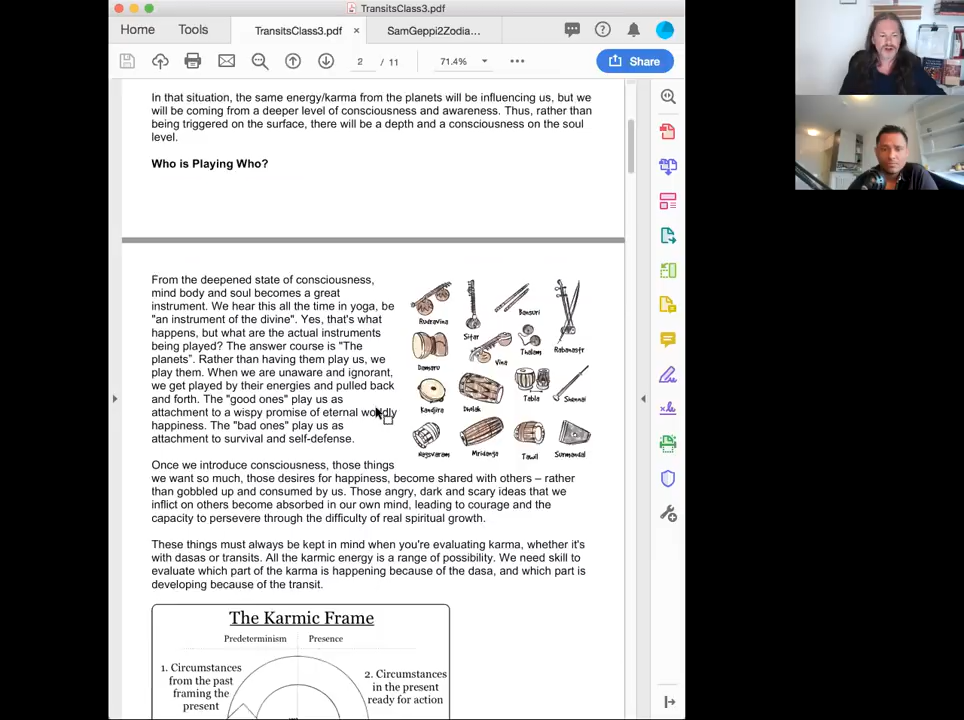 TransitsClass3.pdf
Home
Tools
TransitsClass3.pdf
×
SamGeppi2Zodia...
2 / 11
71.4%
Share
In that situation, the same energy/karma from the planets will be influencing us, but we
will be coming from a deeper level of consciousness and awareness. Thus, rather than
being triggered on the surface, there will be a depth and a consciousness on the soul
level.
Who is Playing Who?
From the deepened state of consciousness,
mind body and soul becomes a great
instrument. We hear this all the time in yoga, be
"an instrument of the divine". Yes, that's what
happens, but what are the actual instruments
being played? The answer course is "The
planets". Rather than having them play us, we
play them. When we are unaware and ignorant,
we get played by their energies and pulled back
and forth. The "good ones" play us as
attachment to a wispy promise of eternal worldly
happiness. The "bad ones" play us as
attachment to survival and self-defense.
Rudravina
Sitar
Bansuri
Rabanastr
Damaru
Vina
Thalam
Kandjira
Dholak
Tabla
Shennai
Nagsvaram
Mridanga
Tawil
Surmandal
Once we introduce consciousness, those things
we want so much, those desires for happiness, become shared with others – rather
than gobbled up and consumed by us. Those angry, dark and scary ideas that we
inflict on others become absorbed in our own mind, leading to courage and the
capacity to persevere through the difficulty of real spiritual growth.
These things must always be kept in mind when you're evaluating karma, whether it's
with dasas or transits. All the karmic energy is a range of possibility. We need skill to
evaluate which part of the karma is happening because of the dasa, and which part is
developing because of the transit.
The Karmic Frame
Predeterminism
Presence
1. Circumstances
from the past
framing the
present
2. Circumstances
in the present
ready for action